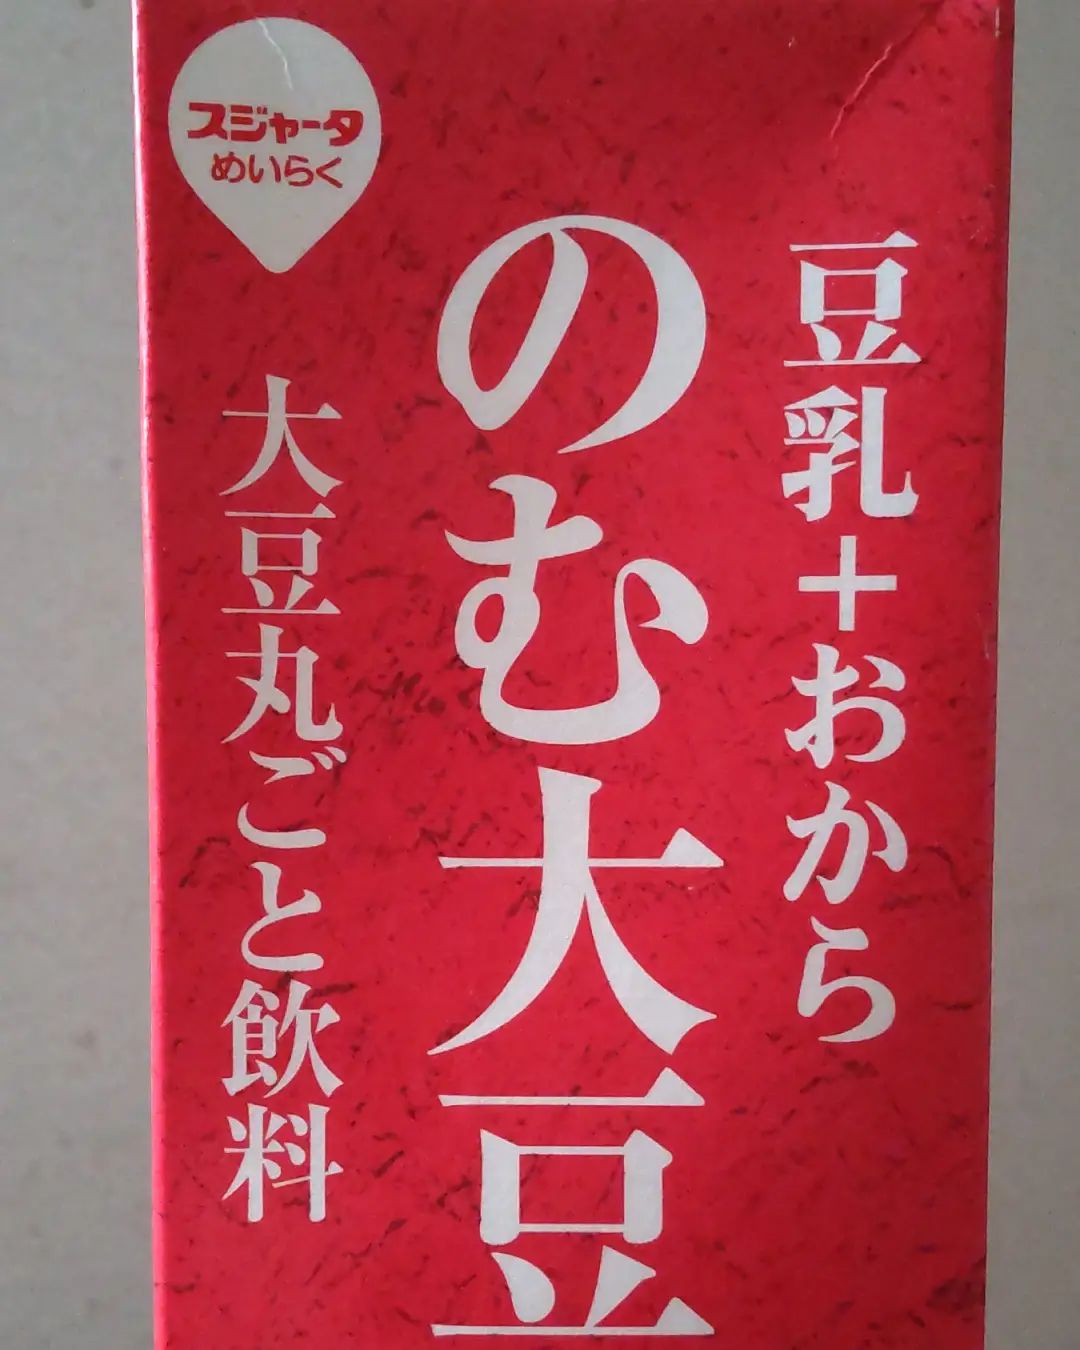 スジャータ
めいらく
豆乳+おから
のむ大豆
大豆丸ごと飲料